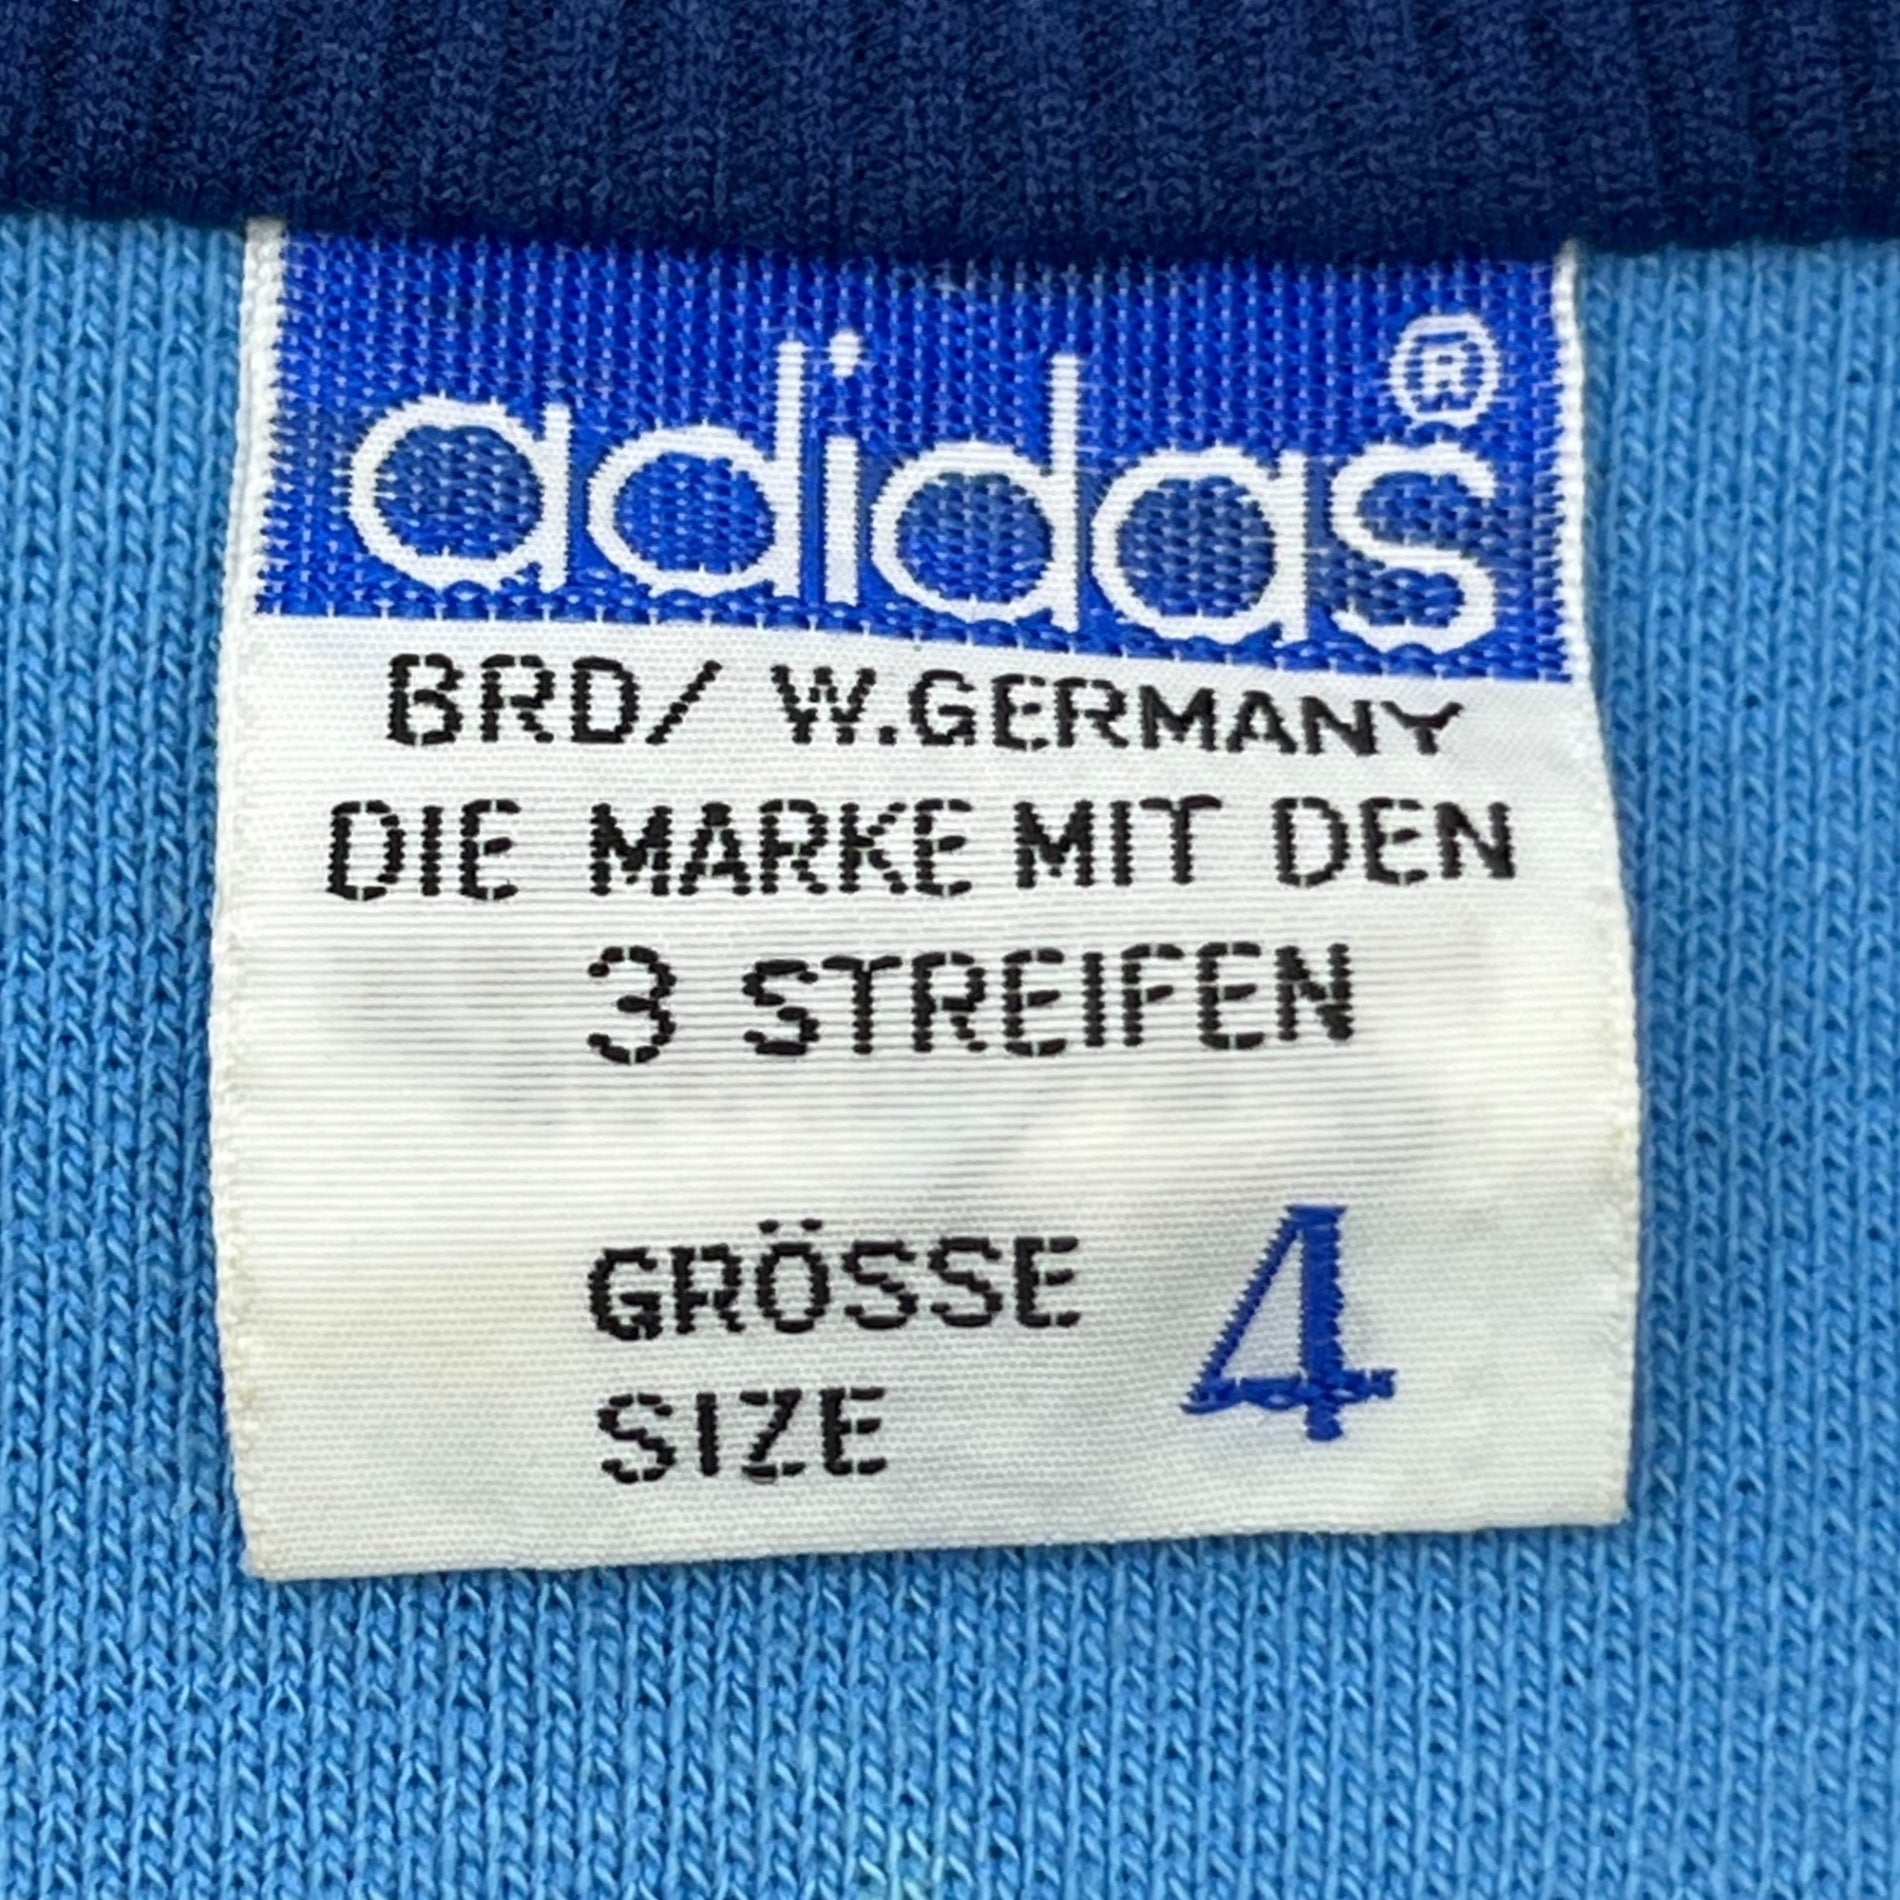 adidas®
BRD/ W.GERMANY
DIE MARKE MIT DEN
3 STREIFEN
GRÖSSE 4
SIZE